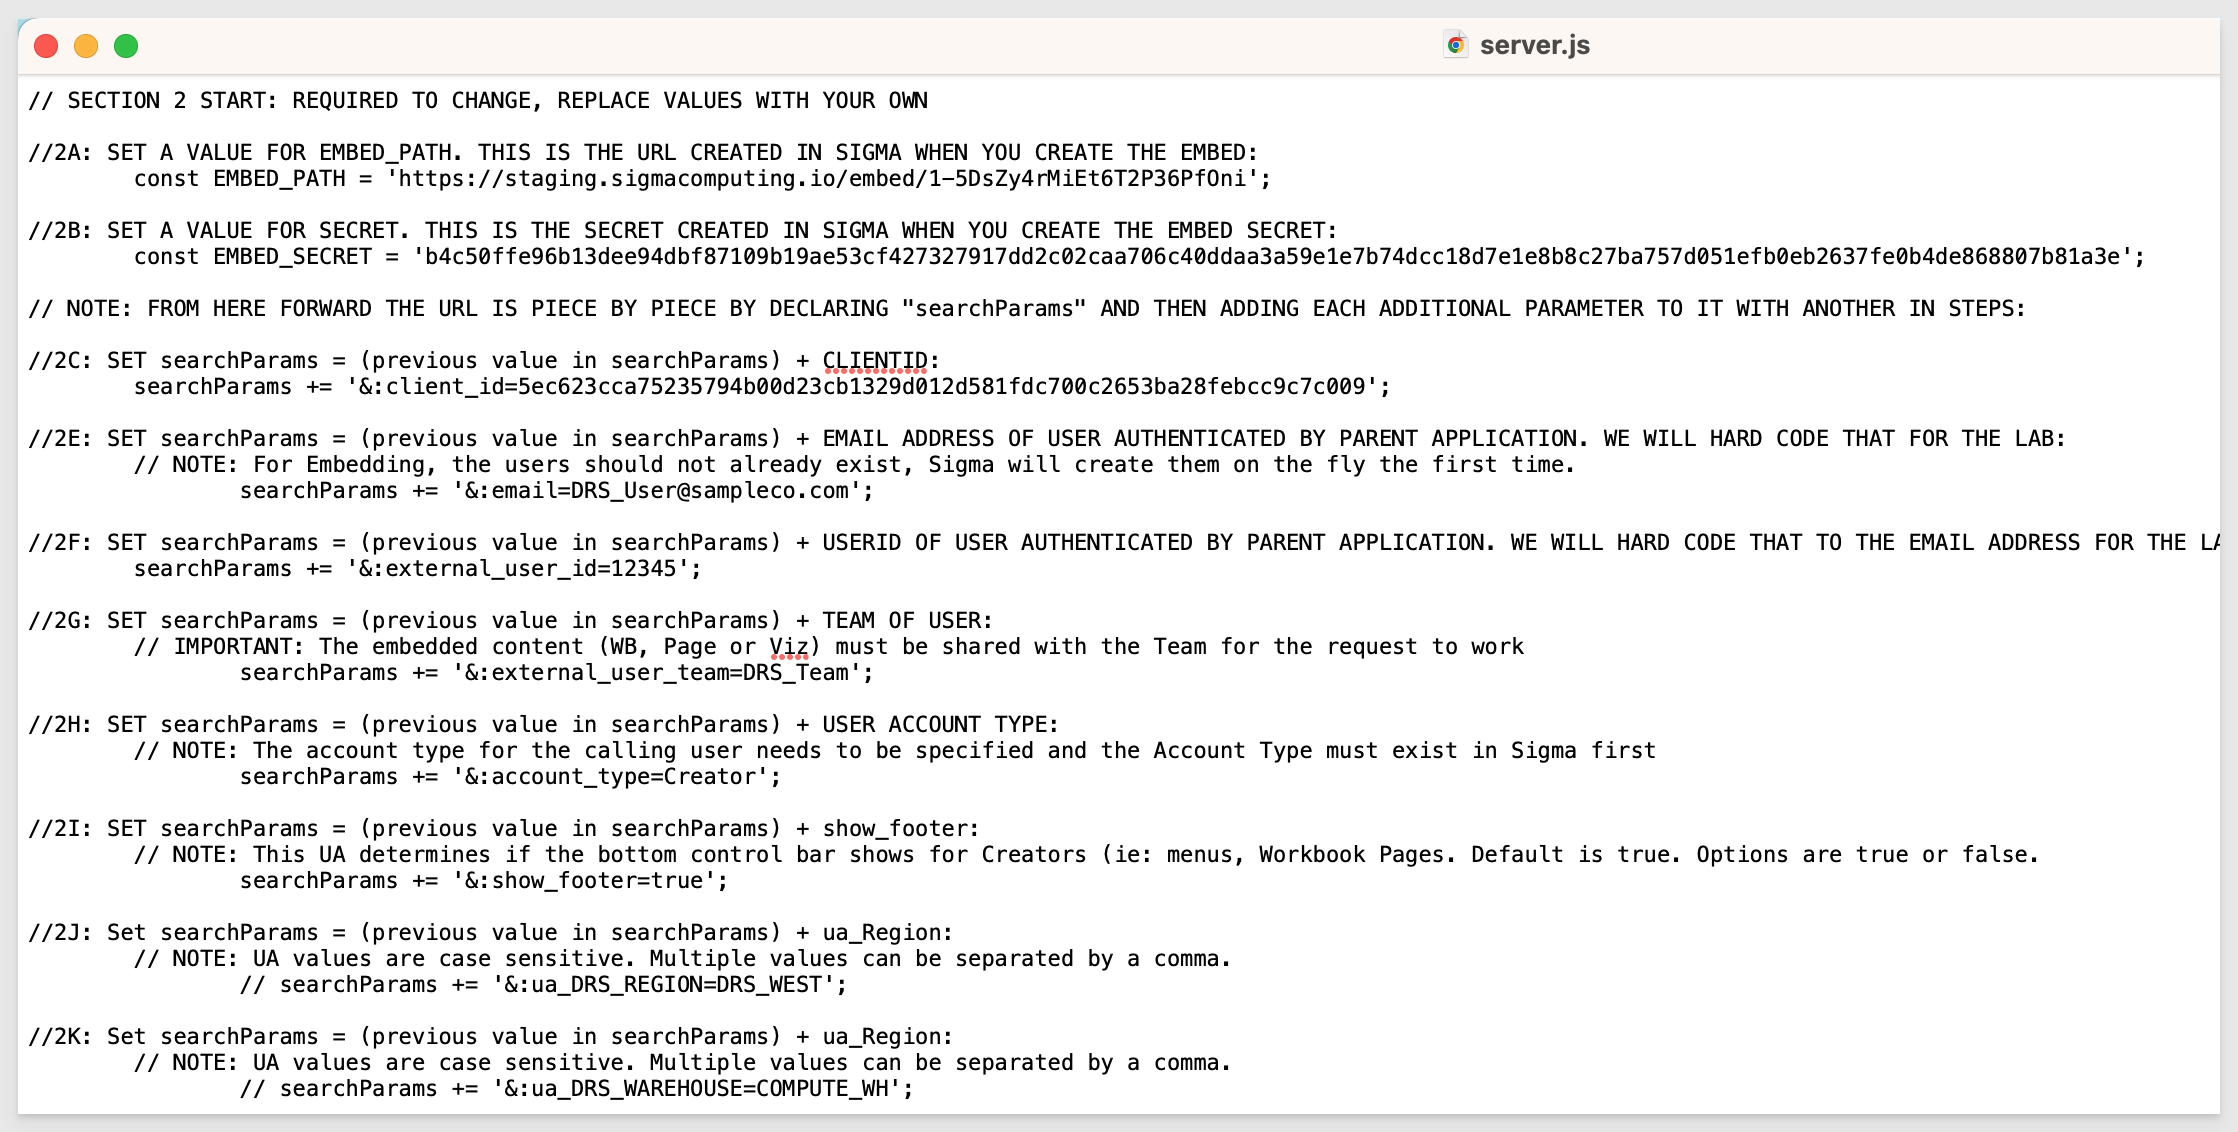 server.js
// SECTION 2 START: REQUIRED TO CHANGE, REPLACE VALUES WITH YOUR OWN
//2A: SET A VALUE FOR EMBED_PATH. THIS IS THE URL CREATED IN SIGMA WHEN YOU CREATE THE EMBED:
const EMBED_PATH = 'https://staging.sigmacomputing.io/embed/1-5DsZy4rMiEt6T2P36PfOni';
//2B: SET A VALUE FOR SECRET. THIS IS THE SECRET CREATED IN SIGMA WHEN YOU CREATE THE EMBED SECRET:
const EMBED_SECRET = 'b4c50ffe96b13dee94dbf87109b19ae53cf427327917dd2c02caa706c40ddaa3a59e1e7b74dcc18d7e1e8b8c27ba757d051efb0eb2637fe0b4de868807b81a3e';
// NOTE: FROM HERE FORWARD THE URL IS PIECE BY PIECE BY DECLARING "searchParams" AND THEN ADDING EACH ADDITIONAL PARAMETER TO IT WITH ANOTHER IN STEPS:
//2C: SET searchParams = (previous value in searchParams) + CLIENTID:
searchParams += '&:client_id=5ec623cca75235794b00d23cb1329d012d581fdc700c2653ba28febcc9c7c009';
//2E: SET searchParams = (previous value in searchParams) + EMAIL ADDRESS OF USER AUTHENTICATED BY PARENT APPLICATION. WE WILL HARD CODE THAT FOR THE LAB:
// NOTE: For Embedding, the users should not already exist, Sigma will create them on the fly the first time.
searchParams += '&:email=DRS_User@sampleco.com';
//2F: SET searchParams = (previous value in searchParams) + USERID OF USER AUTHENTICATED BY PARENT APPLICATION. WE WILL HARD CODE THAT TO THE EMAIL ADDRESS FOR THE
searchParams += '&:external_user_id=12345';
//2G: SET searchParams = (previous value in searchParams) + TEAM OF USER:
// IMPORTANT: The embedded content (WB, Page or Viz) must be shared with the Team for the request to work
searchParams += '&:external_user_team=DRS_Team';
//2H: SET searchParams = (previous value in searchParams) + USER ACCOUNT TYPE:
// NOTE: The account type for the calling user needs to be specified and the Account Type must exist in Sigma first
searchParams += '&:account_type=Creator';
//2I: SET searchParams = (previous value in searchParams) + show_footer:
// NOTE: This UA determines if the bottom control bar shows for Creators (ie: menus, Workbook Pages. Default is true. Options are true or false.
searchParams += '&:show_footer=true';
//2J: Set searchParams = (previous value in searchParams) + ua_Region:
// NOTE: UA values are case sensitive. Multiple values can be separated by a comma.
// searchParams += '&:ua_DRS_REGION=DRS_WEST';
//2K: Set searchParams = (previous value in searchParams) + ua_Region:
// NOTE: UA values are case sensitive. Multiple values can be separated by a comma.
// searchParams += '&:ua_DRS_WAREHOUSE=COMPUTE_WH';